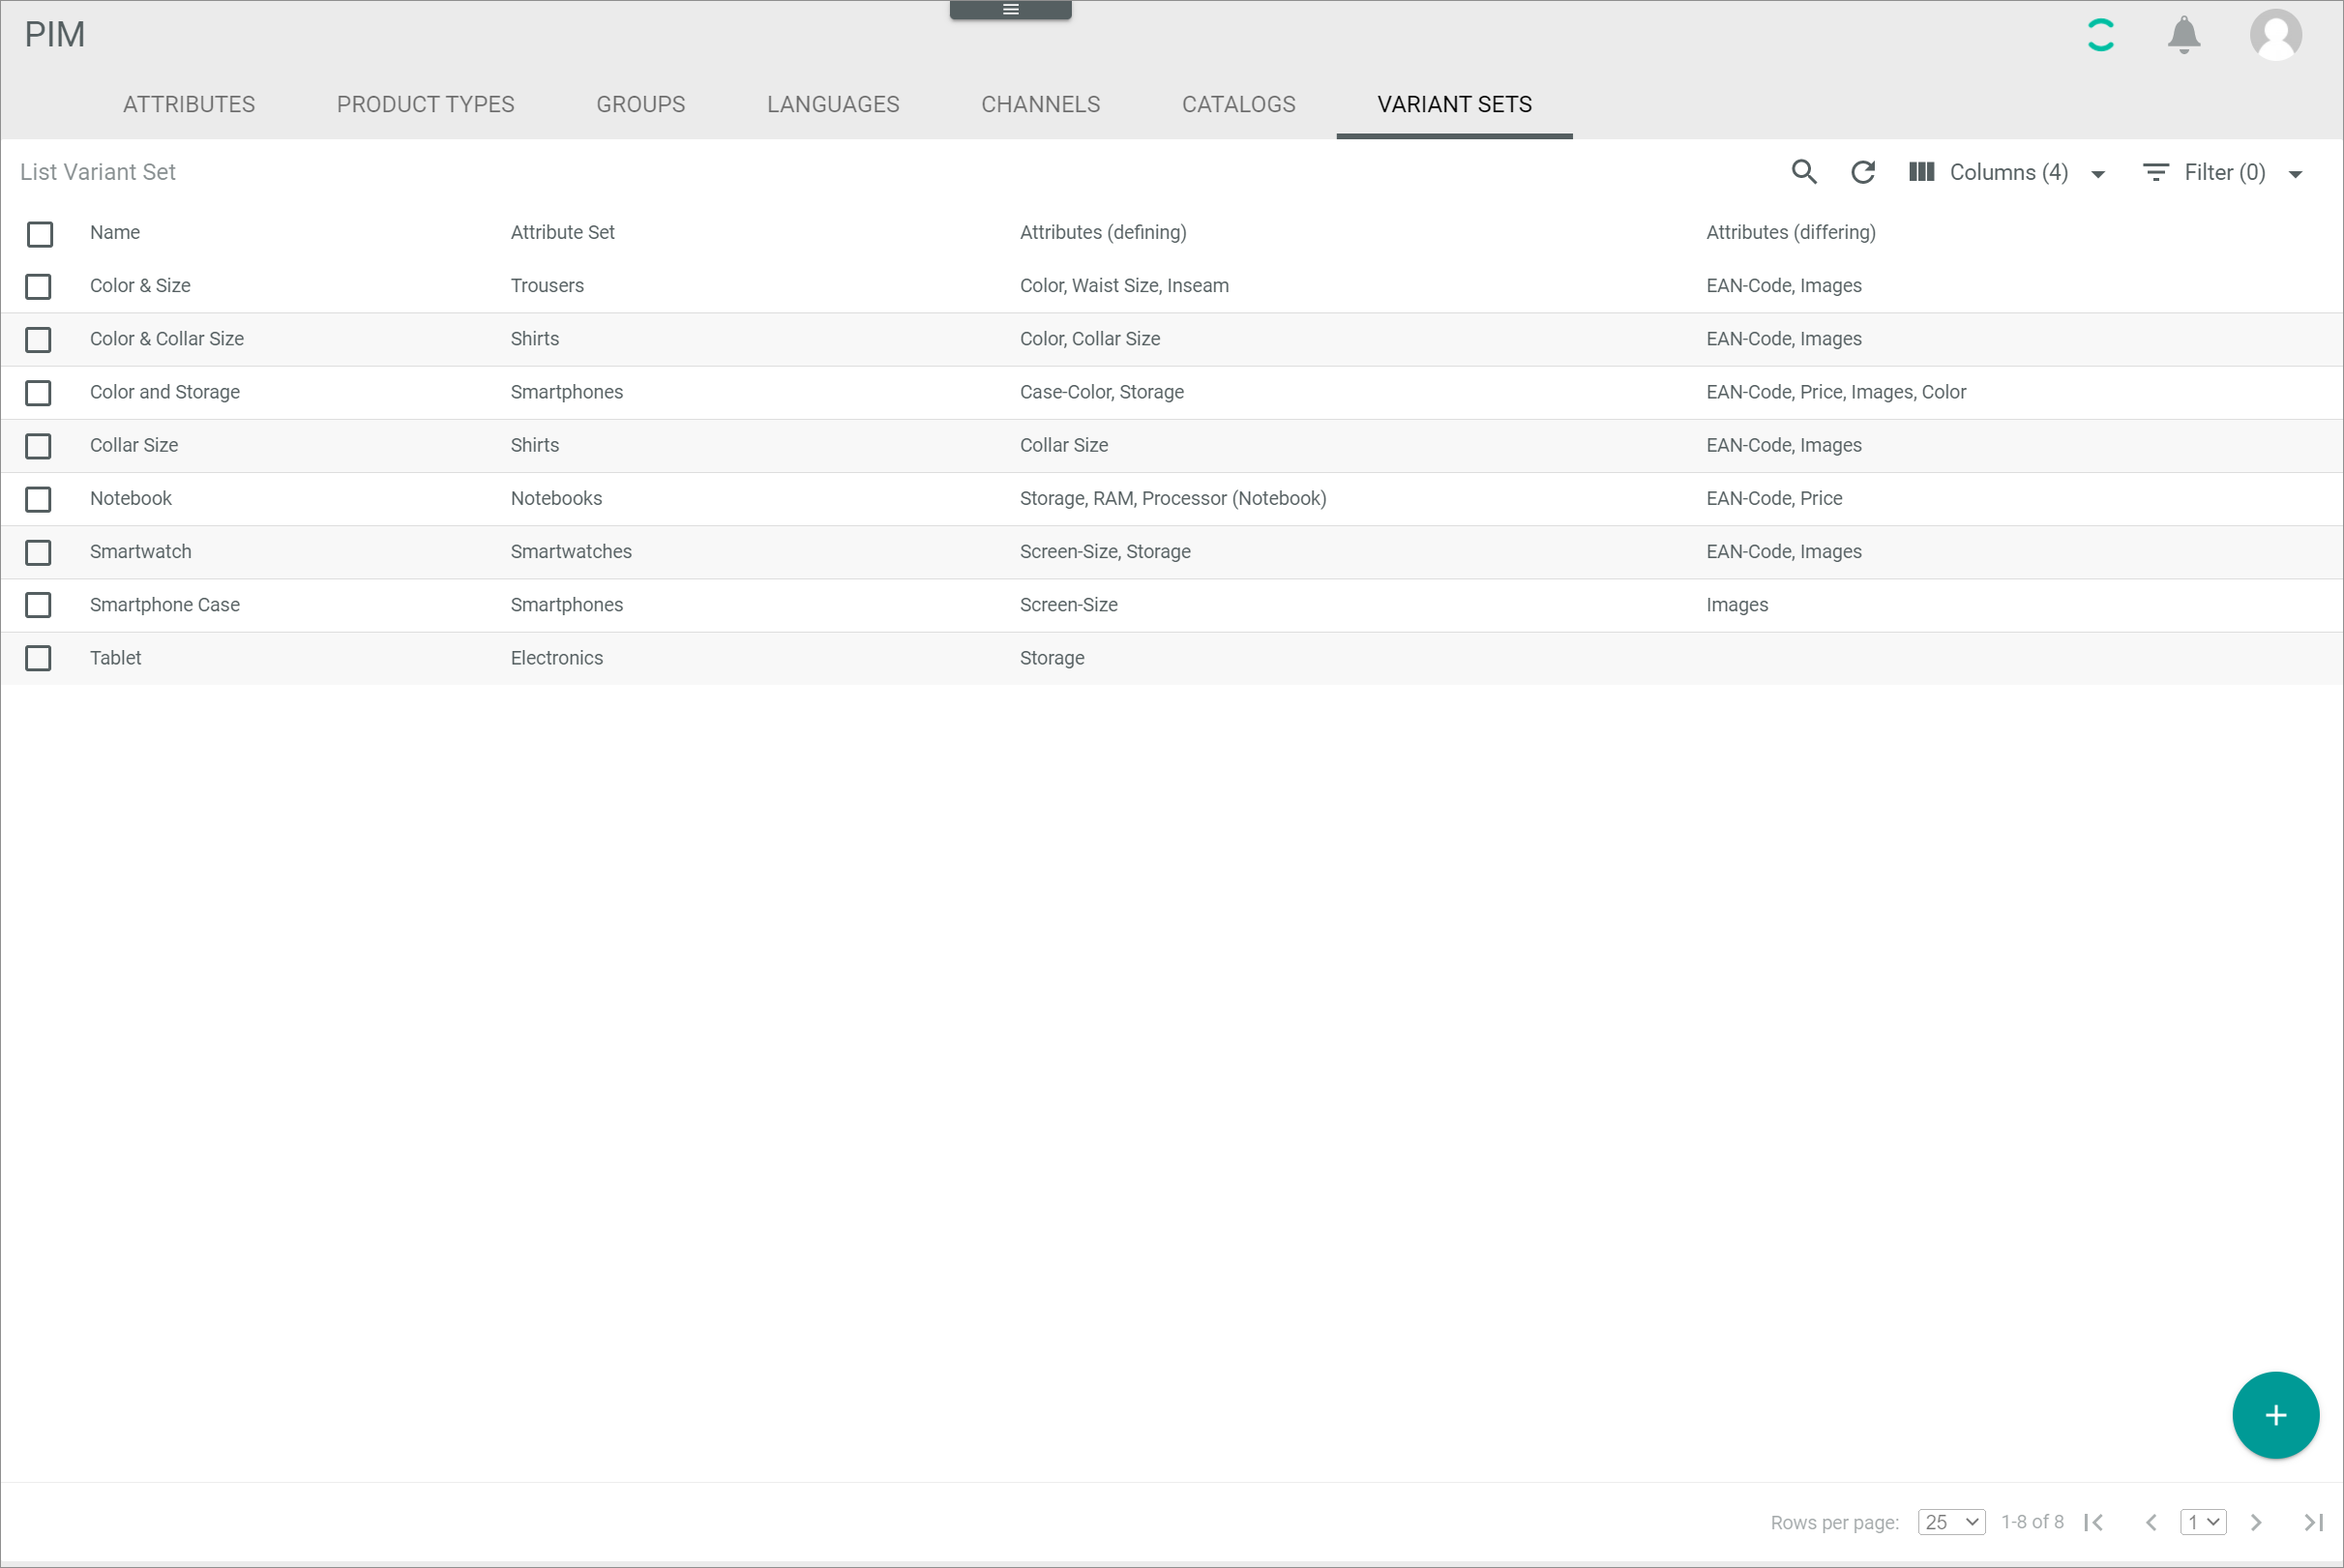 PIM
ATTRIBUTES PRODUCT TYPES GROUPS LANGUAGES CHANNELS CATALOGS VARIANT SETS
List Variant Set Columns (4) Filter (0)
Name Attribute Set Attributes (defining) Attributes (differing)
Color & Size Trousers Color, Waist Size, Inseam EAN-Code, Images
Color & Collar Size Shirts Color, Collar Size EAN-Code, Images
Color and Storage Smartphones Case-Color, Storage EAN-Code, Price, Images, Color
Collar Size Shirts Collar Size EAN-Code, Images
Notebook Notebooks Storage, RAM, Processor (Notebook) EAN-Code, Price
Smartwatch Smartwatches Screen-Size, Storage EAN-Code, Images
Smartphone Case Smartphones Screen-Size Images
Tablet Electronics Storage
Rows per page: 25 1-8 of 8 1